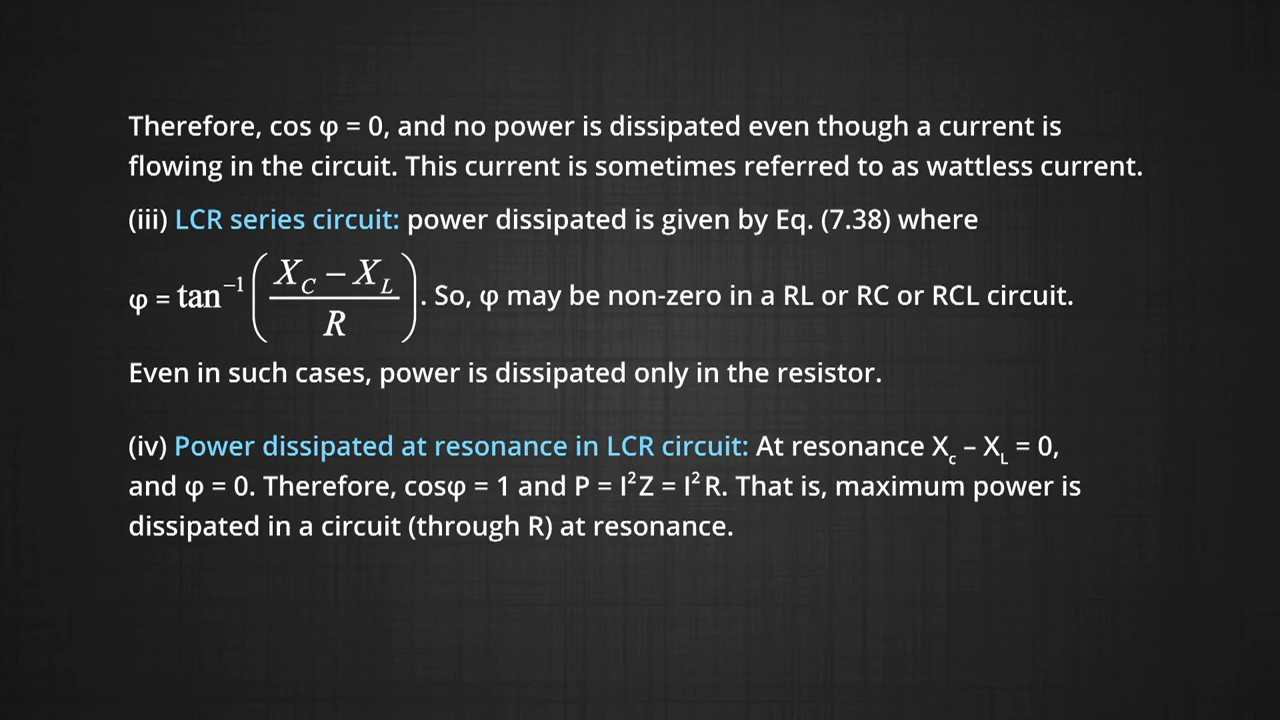 Therefore, cos φ = 0, and no power is dissipated even though a current is
flowing in the circuit. This current is sometimes referred to as wattless current.
(iii) LCR series circuit: power dissipated is given by Eq. (7.38) where
φ = tan⁻¹ ((X_C − X_L) / R). So, φ may be non-zero in a RL or RC or RCL circuit.
Even in such cases, power is dissipated only in the resistor.
(iv) Power dissipated at resonance in LCR circuit: At resonance X_c – X_L = 0,
and φ = 0. Therefore, cosφ = 1 and P = I²Z = I²R. That is, maximum power is
dissipated in a circuit (through R) at resonance.